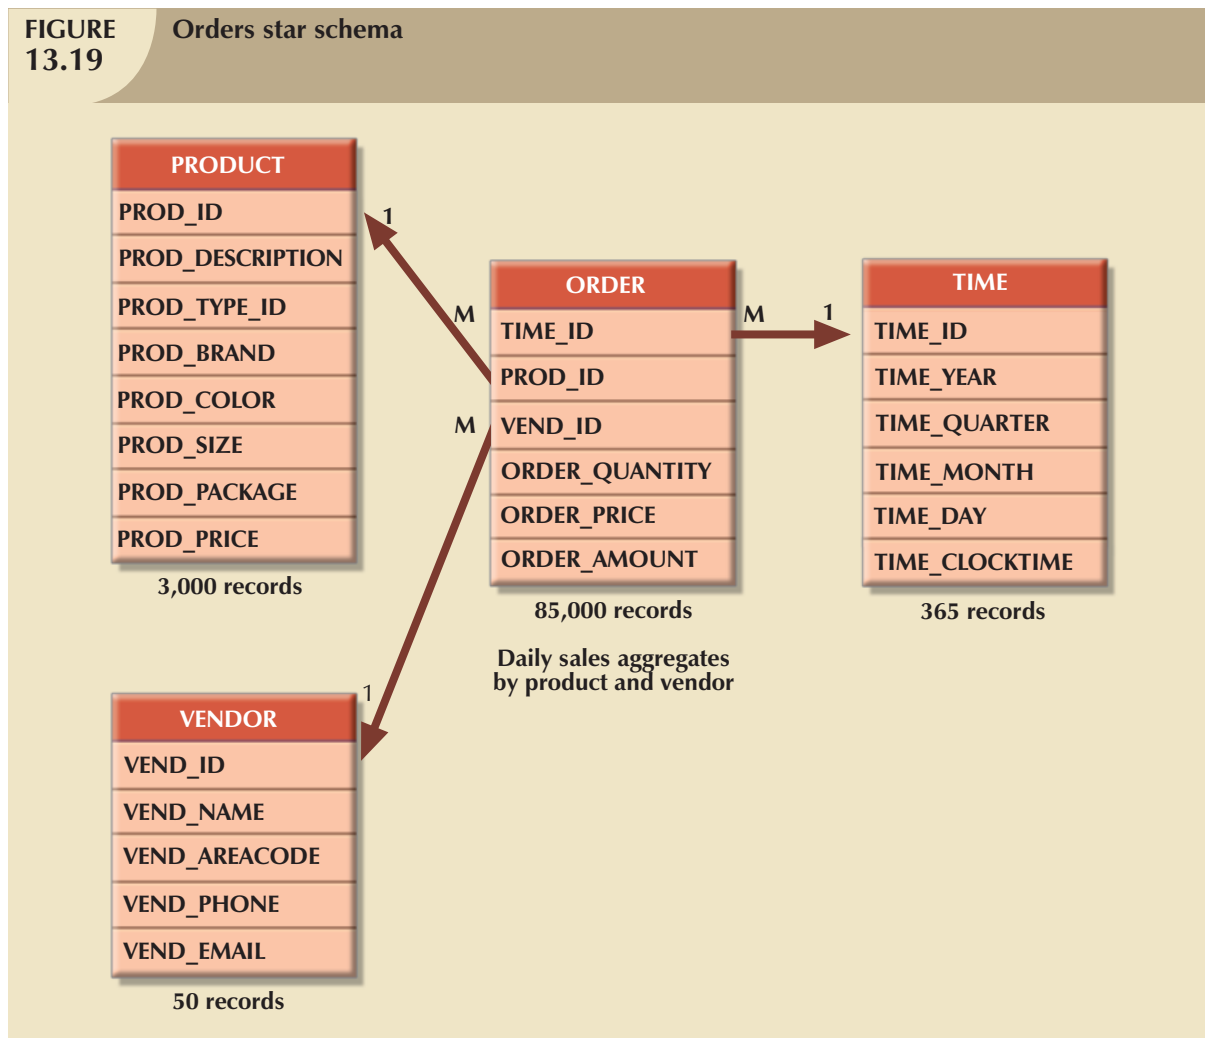 FIGURE
13.19
Orders star schema
PRODUCT
PROD_ID
PROD_DESCRIPTION
PROD_TYPE_ID
PROD_BRAND
PROD_COLOR
PROD_SIZE
PROD_PACKAGE
PROD_PRICE
3,000 records
1
M
ORDER
TIME_ID
PROD_ID
VEND_ID
ORDER_QUANTITY
ORDER_PRICE
ORDER_AMOUNT
85,000 records
Daily sales aggregates
by product and vendor
M
1
TIME
TIME_ID
TIME_YEAR
TIME_QUARTER
TIME_MONTH
TIME_DAY
TIME_CLOCKTIME
365 records
M
1
VENDOR
VEND_ID
VEND_NAME
VEND_AREACODE
VEND_PHONE
VEND_EMAIL
50 records